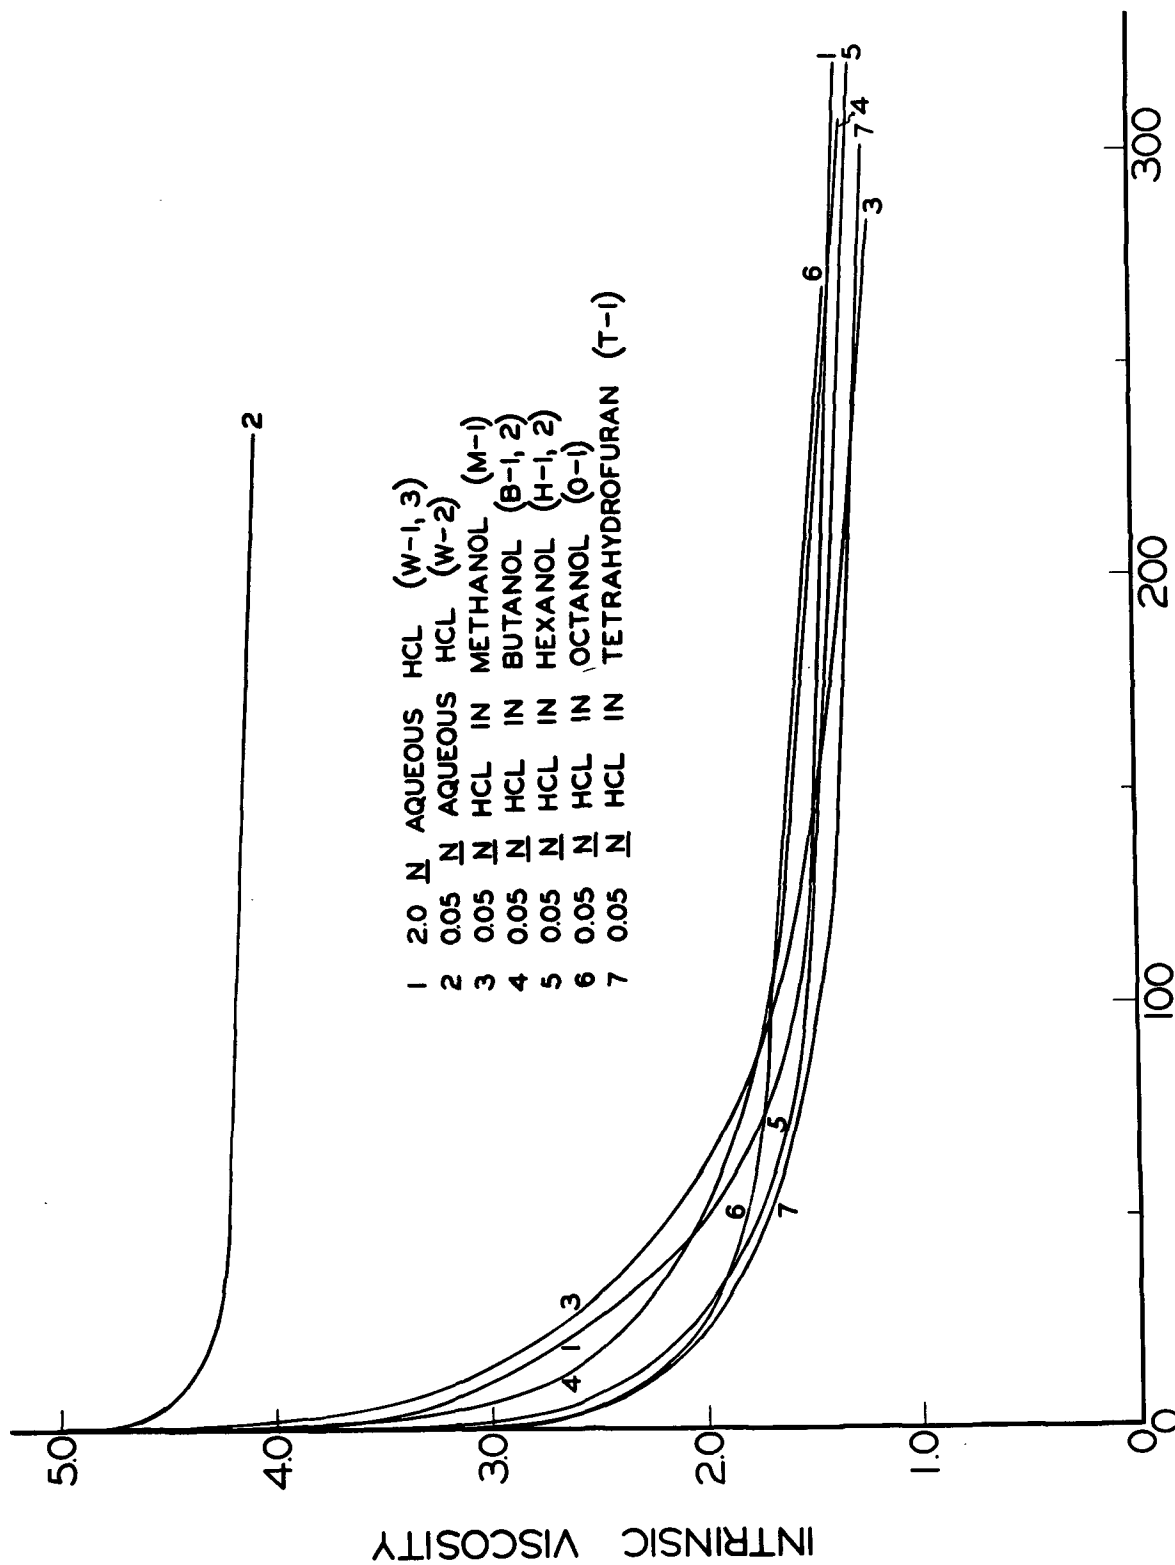 INTRINSIC VISCOSITY
5.0
4.0
3.0
2.0
1.0
0
0
100
200
300
1 2.0 N AQUEOUS HCL (W-1, 3)
2 0.05 N AQUEOUS HCL (W-2)
3 0.05 N HCL IN METHANOL (M-1)
4 0.05 N HCL IN BUTANOL (B-1, 2)
5 0.05 N HCL IN HEXANOL (H-1, 2)
6 0.05 N HCL IN OCTANOL (O-1)
7 0.05 N HCL IN TETRAHYDROFURAN (T-1)
2
3
1
4
6
5
7
6
1
5
4
7
3